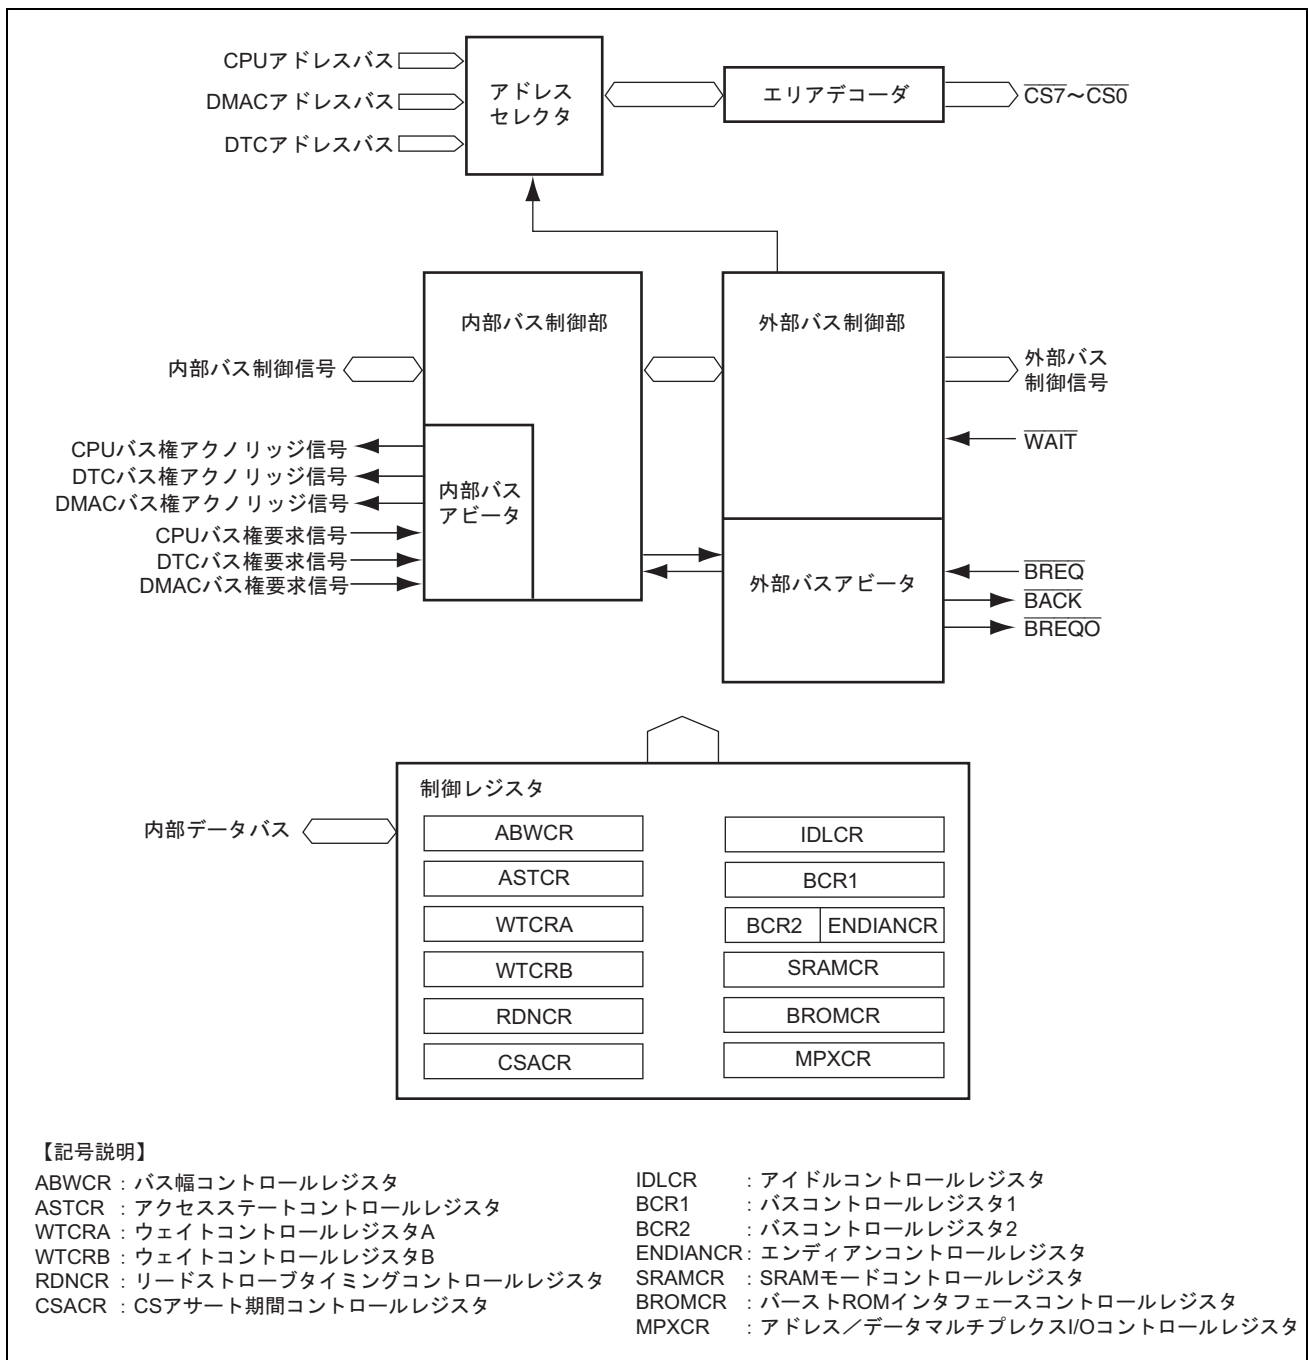 CPUアドレスバス
DMACアドレスバス
DTCアドレスバス
アドレス
セレクタ
エリアデコーダ
CS7～CS0
内部バス制御部
外部バス制御部
内部バス制御信号
外部バス
制御信号
WAIT
CPUバス権アクノリッジ信号
DTCバス権アクノリッジ信号
DMACバス権アクノリッジ信号
CPUバス権要求信号
DTCバス権要求信号
DMACバス権要求信号
内部バス
アビータ
外部バスアビータ
BREQ
BACK
BREQO
制御レジスタ
内部データバス
ABWCR
ASTCR
WTCRA
WTCRB
RDNCR
CSACR
IDLCR
BCR1
BCR2 ENDIANCR
SRAMCR
BROMCR
MPXCR
【記号説明】
ABWCR : バス幅コントロールレジスタ
ASTCR : アクセスステートコントロールレジスタ
WTCRA : ウェイトコントロールレジスタA
WTCRB : ウェイトコントロールレジスタB
RDNCR : リードストローブタイミングコントロールレジスタ
CSACR : CSアサート期間コントロールレジスタ
IDLCR : アイドルコントロールレジスタ
BCR1 : バスコントロールレジスタ1
BCR2 : バスコントロールレジスタ2
ENDIANCR : エンディアンコントロールレジスタ
SRAMCR : SRAMモードコントロールレジスタ
BROMCR : バーストROMインタフェースコントロールレジスタ
MPXCR : アドレス／データマルチプレクスI/Oコントロールレジスタ